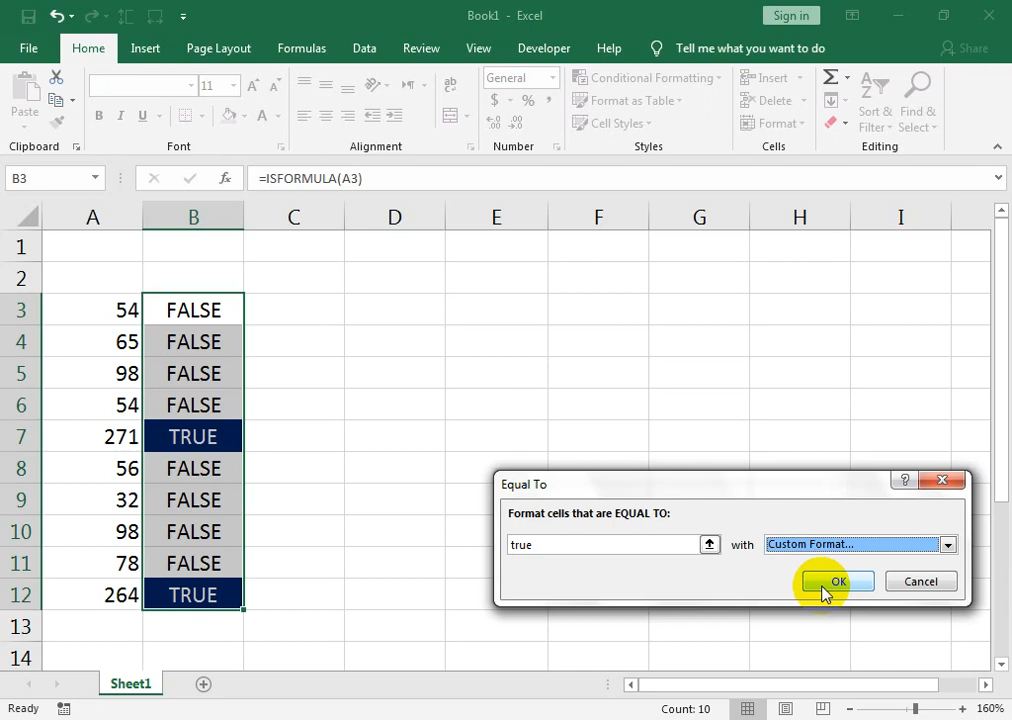 Book1 - Excel
Sign in
File Home Insert Page Layout Formulas Data Review View Developer Help Tell me what you want to do Share
Paste
11
General
Conditional Formatting
Format as Table
Cell Styles
Insert
Delete
Format
Sort & Filter
Find & Select
Clipboard Font Alignment Number Styles Cells Editing
B3 fx =ISFORMULA(A3)
A B C D E F G H I
1
2
3 54 FALSE
4 65 FALSE
5 98 FALSE
6 54 FALSE
7 271 TRUE
8 56 FALSE
9 32 FALSE
10 98 FALSE
11 78 FALSE
12 264 TRUE
13
14
Equal To
Format cells that are EQUAL TO:
true with Custom Format...
OK Cancel
Sheet1
Ready Count: 10 160%